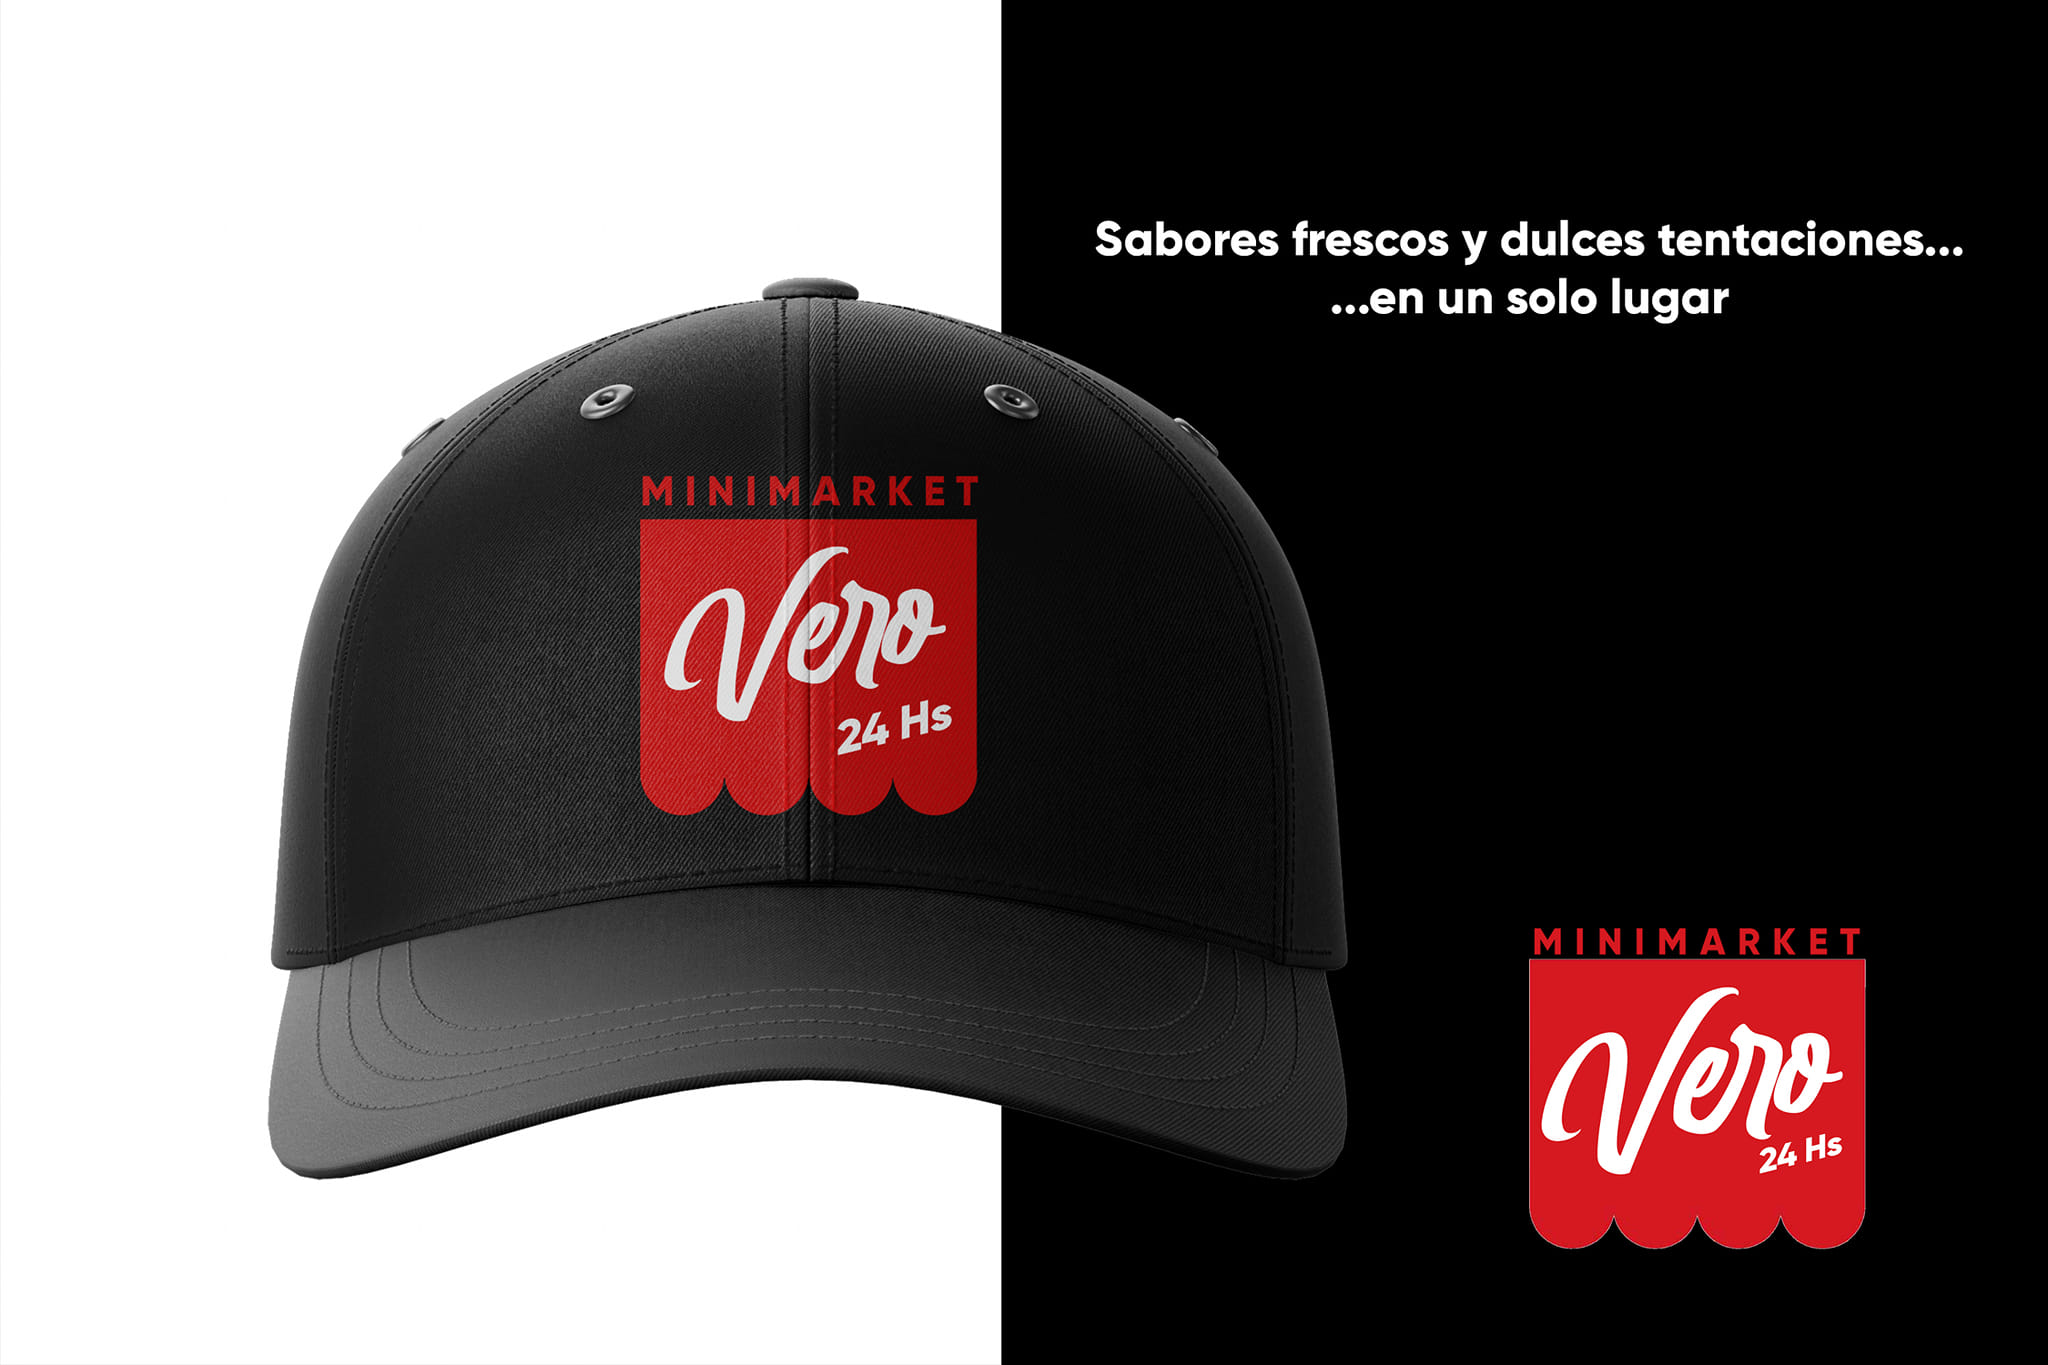 Sabores frescos y dulces tentaciones...
...en un solo lugar
MINIMARKET
Vero
24 Hs
MINIMARKET
Vero
24 Hs